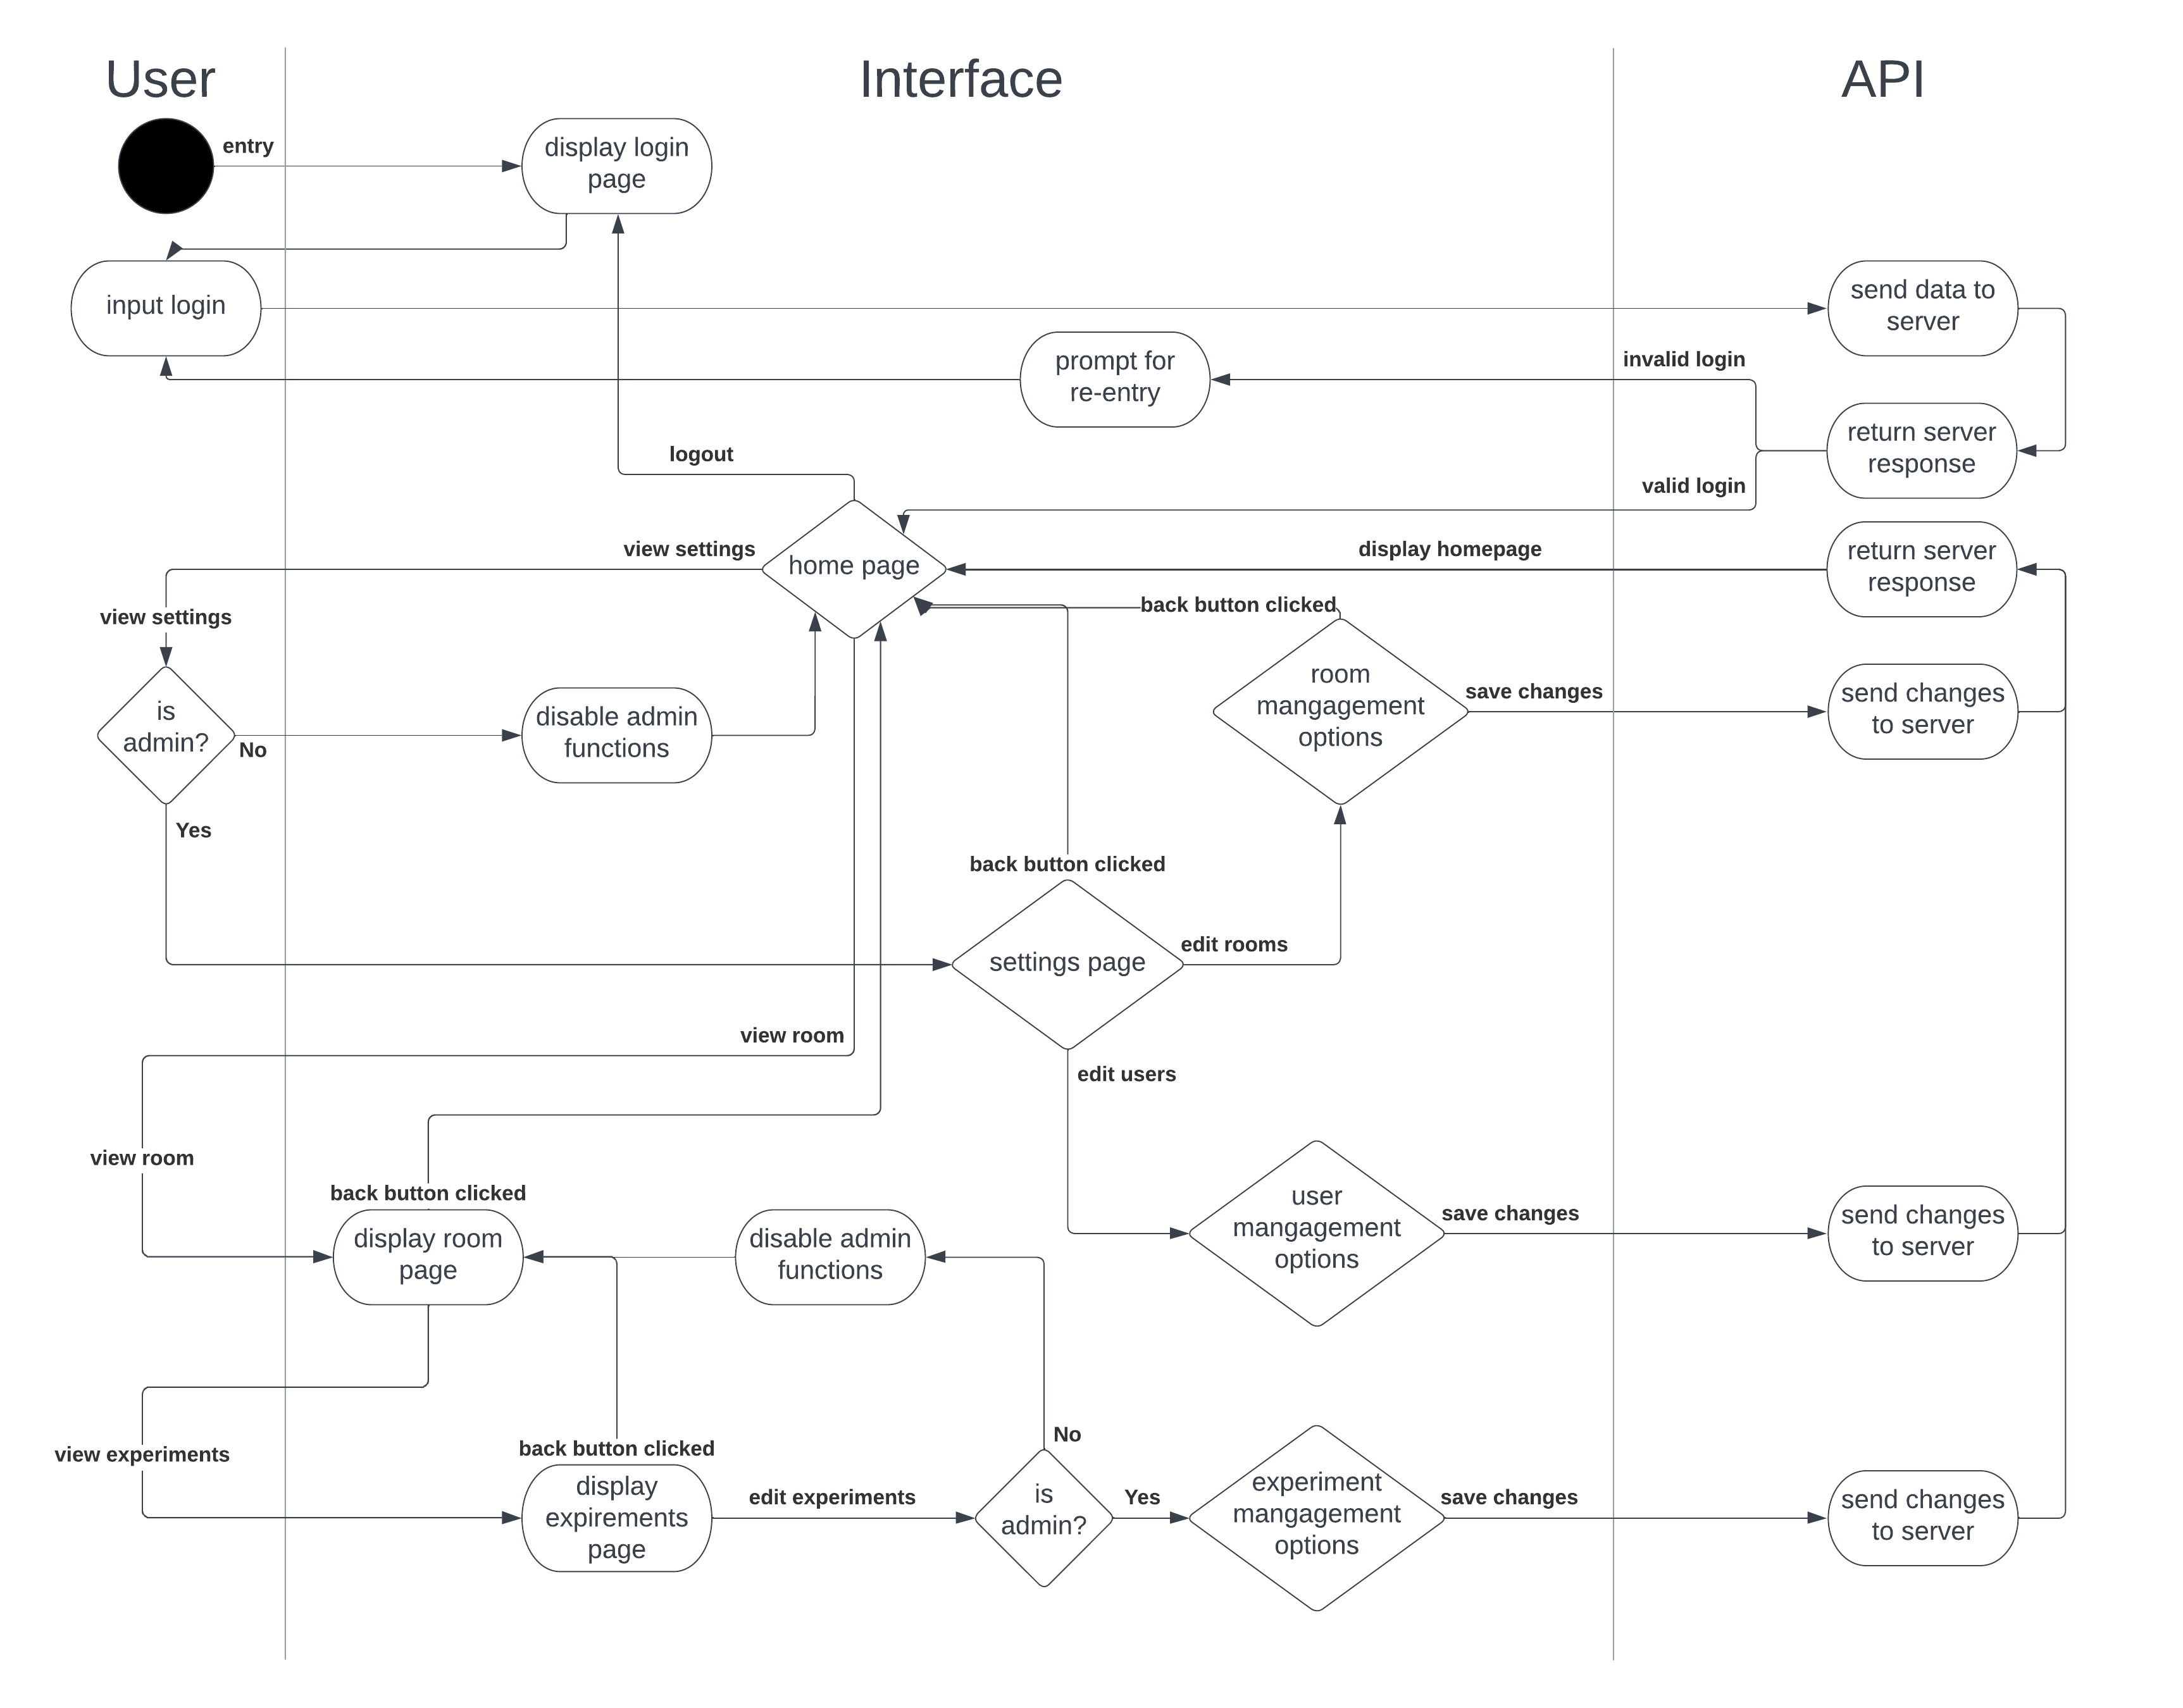 User
Interface
API
entry
display login
page
input login
send data to
server
prompt for
re-entry
invalid login
return server
response
logout
valid login
view settings
home page
display homepage
return server
response
view settings
back button clicked
is
admin?
No
disable admin
functions
room
mangagement
options
save changes
send changes
to server
Yes
back button clicked
settings page
edit rooms
view room
edit users
view room
back button clicked
display room
page
disable admin
functions
user
mangagement
options
save changes
send changes
to server
view experiments
back button clicked
No
display
expirements
page
edit experiments
is
admin?
Yes
experiment
mangagement
options
save changes
send changes
to server